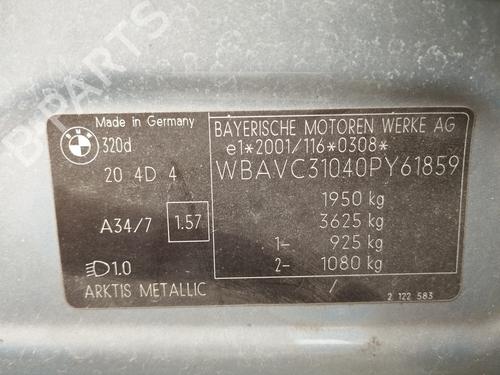 BMW
Made in Germany
320d
20 4D 4
A34/7 1.57
1.0
ARKTIS METALLIC
BAYERISCHE MOTOREN WERKE AG
e1*2001/116*0308*
WBAVC31040PY61859
1950 kg
3625 kg
1- 925 kg
2- 1080 kg
2 122 583